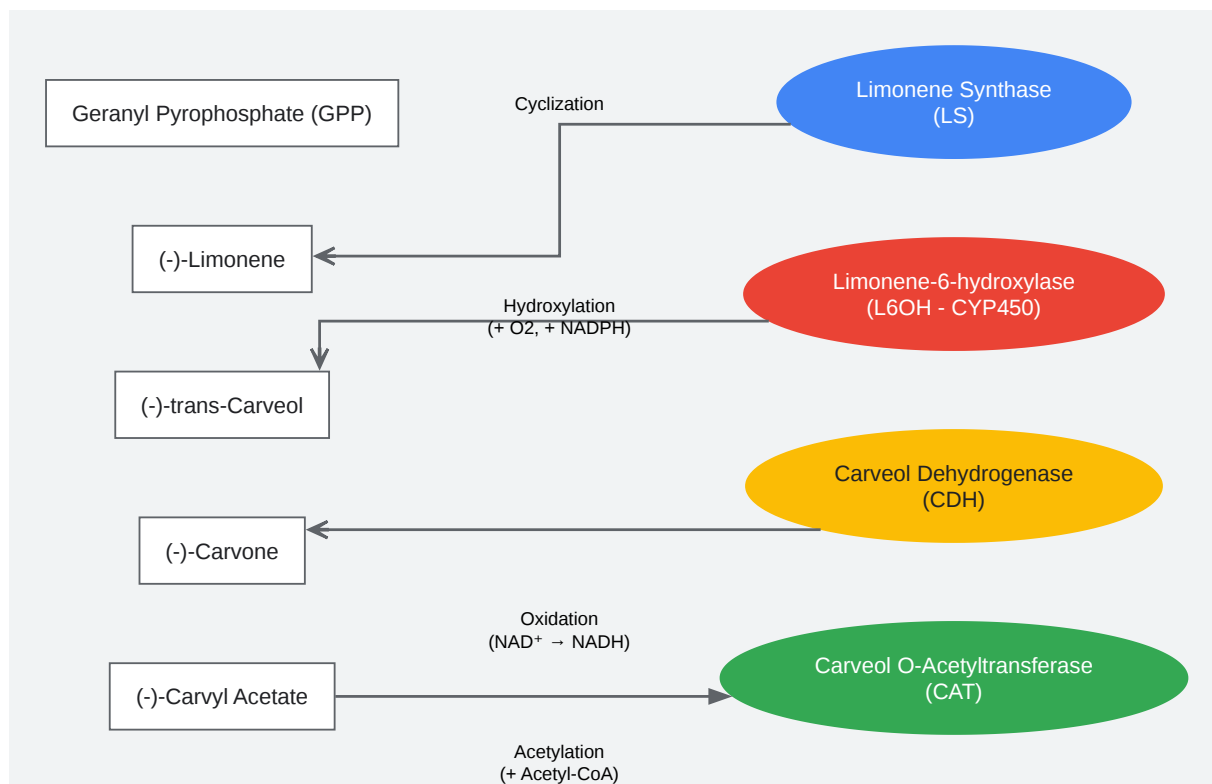 Geranyl Pyrophosphate (GPP)
Cyclization
Limonene Synthase
(LS)
(-)-Limonene
Hydroxylation
(+ O2, + NADPH)
Limonene-6-hydroxylase
(L6OH - CYP450)
(-)-trans-Carveol
Carveol Dehydrogenase
(CDH)
(-)-Carvone
Oxidation
(NAD⁺ → NADH)
(-)-Carvyl Acetate
Carveol O-Acetyltransferase
(CAT)
Acetylation
(+ Acetyl-CoA)